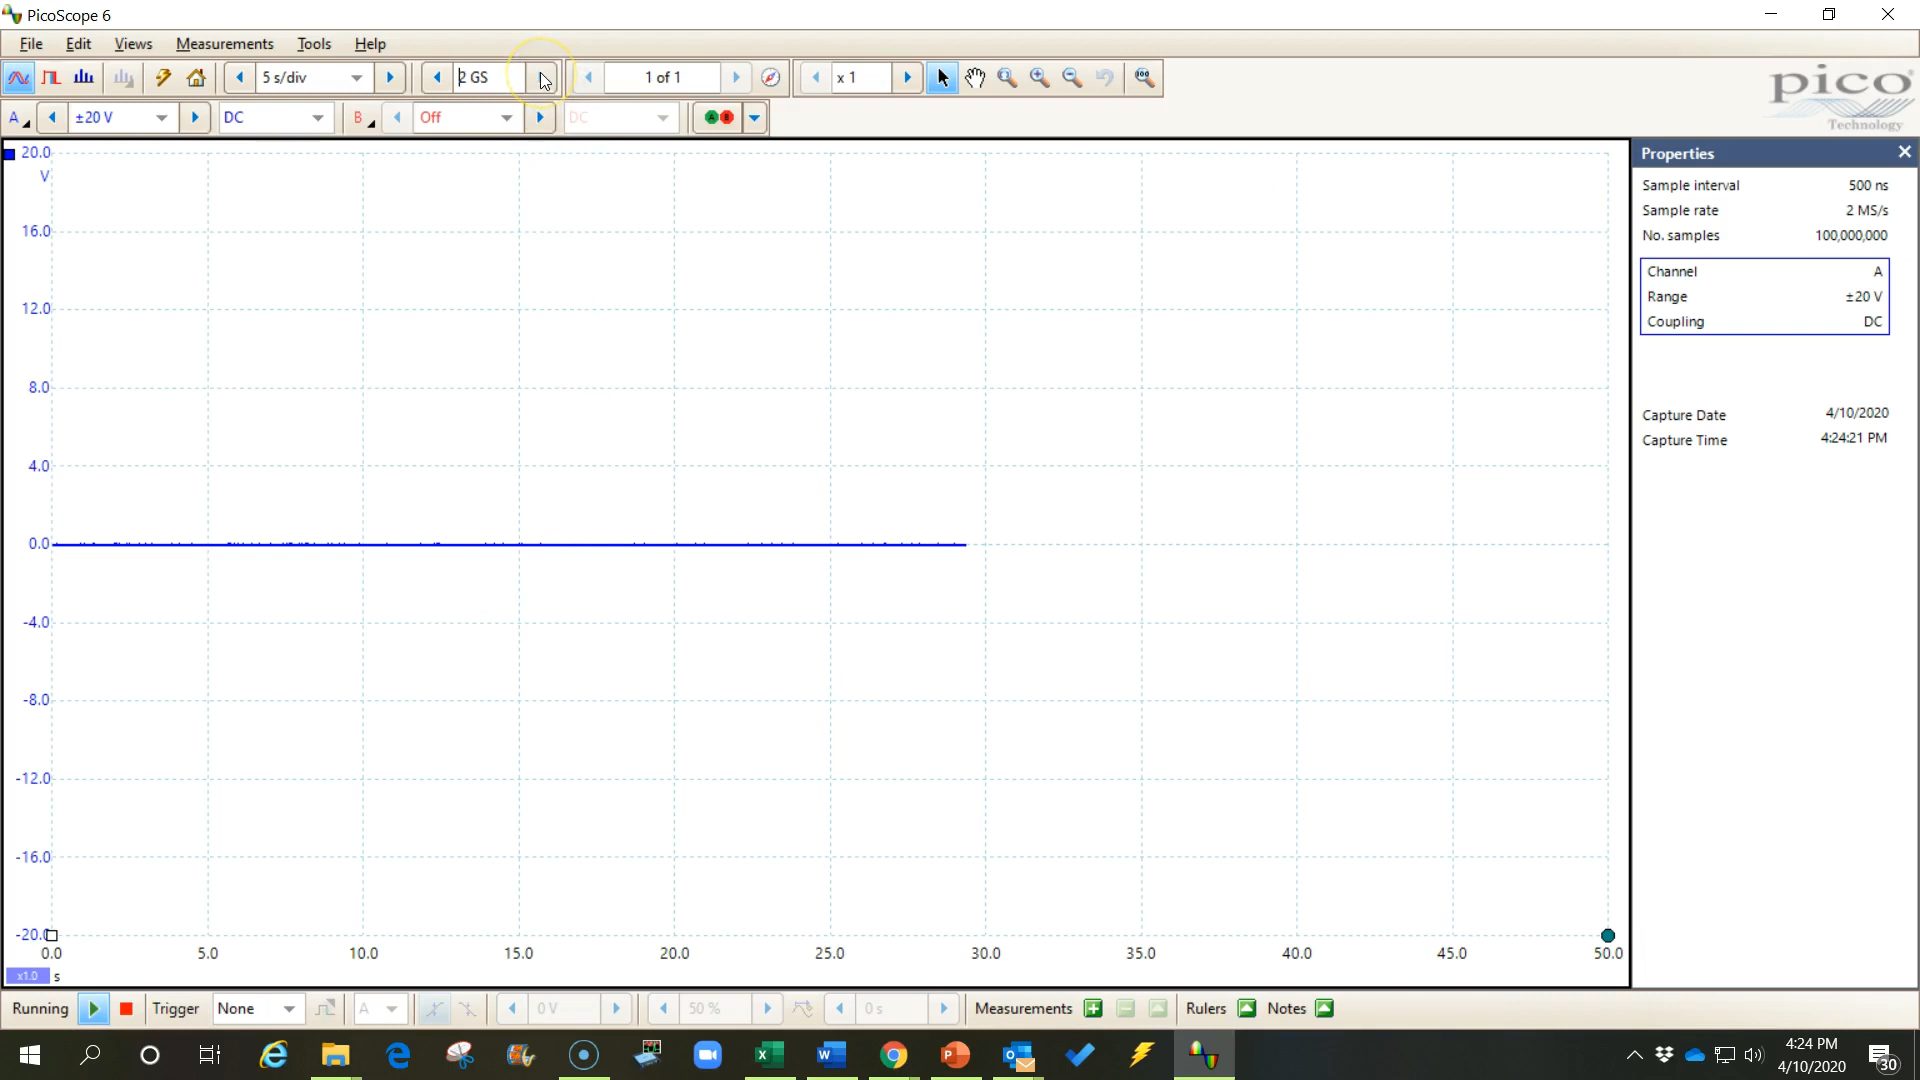 PicoScope 6
File Edit Views Measurements Tools Help
5 s/div 2 GS 1 of 1 x 1
A ±20 V DC B Off DC
pico
Technology
Properties
Sample interval 500 ns
Sample rate 2 MS/s
No. samples 100,000,000
Channel A
Range ±20 V
Coupling DC
Capture Date 4/10/2020
Capture Time 4:24:21 PM
20.0
V
16.0
12.0
8.0
4.0
0.0
-4.0
-8.0
-12.0
-16.0
-20.0
0.0 5.0 10.0 15.0 20.0 25.0 30.0 35.0 40.0 45.0 50.0
x1.0 s
Running Trigger None A 0 V 50 % 0 s Measurements Rulers Notes
4:24 PM
4/10/2020
30